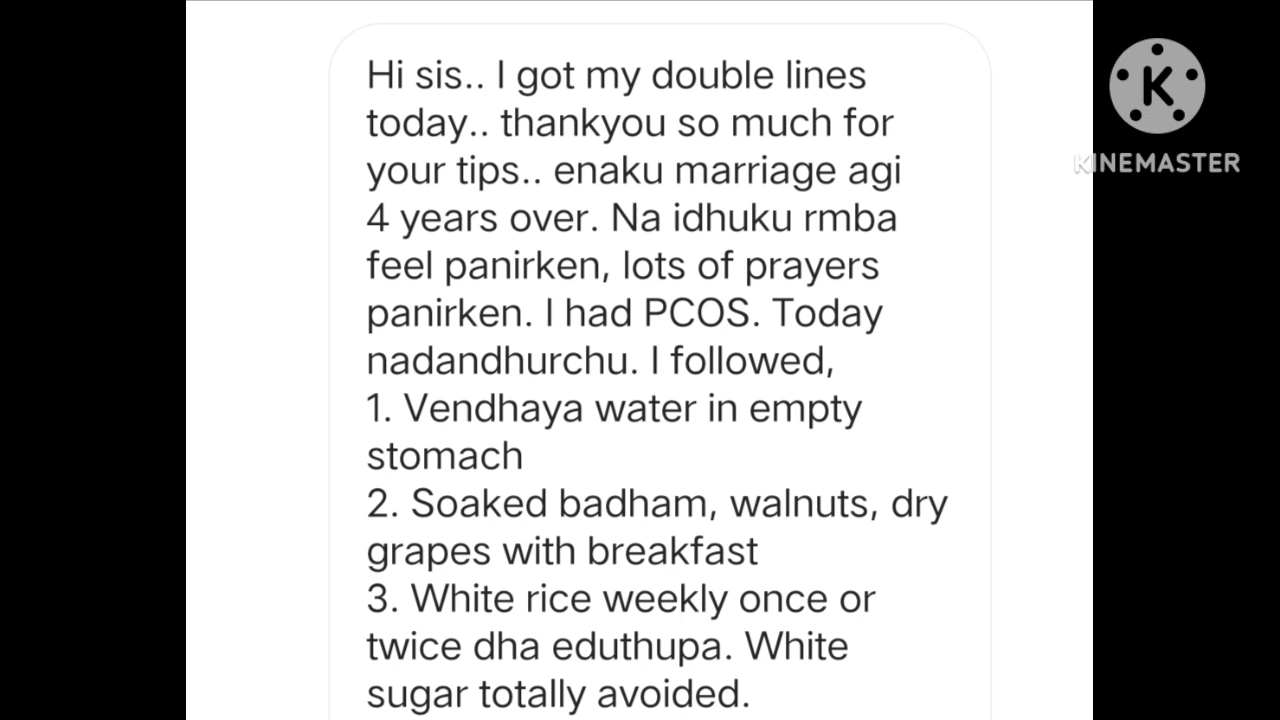 Hi sis.. I got my double lines
today.. thankyou so much for
your tips.. enaku marriage agi
4 years over. Na idhuku rmba
feel panirken, lots of prayers
panirken. I had PCOS. Today
nadandhurchu. I followed,
1. Vendhaya water in empty
stomach
2. Soaked badham, walnuts, dry
grapes with breakfast
3. White rice weekly once or
twice dha eduthupa. White
sugar totally avoided.
K
KINEMASTER